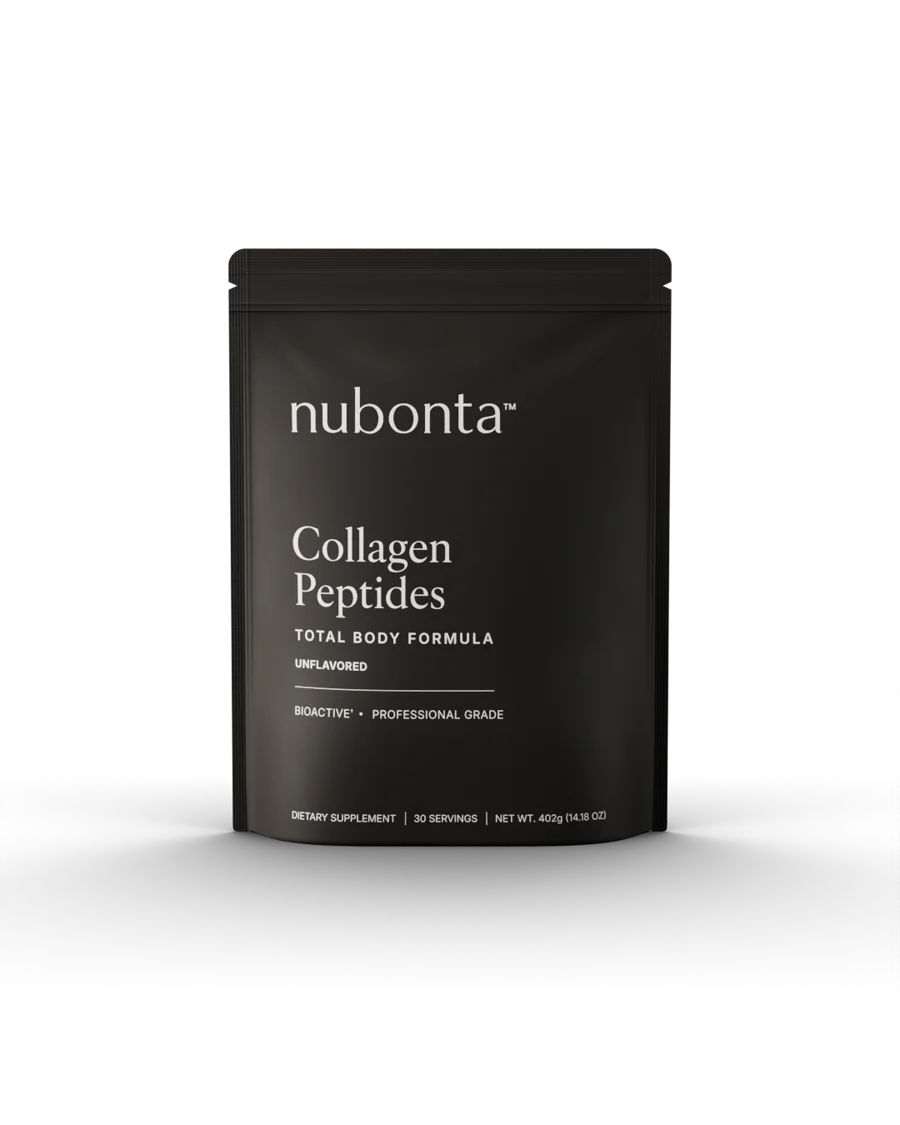 nubonta™
Collagen
Peptides
TOTAL BODY FORMULA
UNFLAVORED
BIOACTIVE* • PROFESSIONAL GRADE
DIETARY SUPPLEMENT | 30 SERVINGS | NET WT. 402g (14.18 OZ)